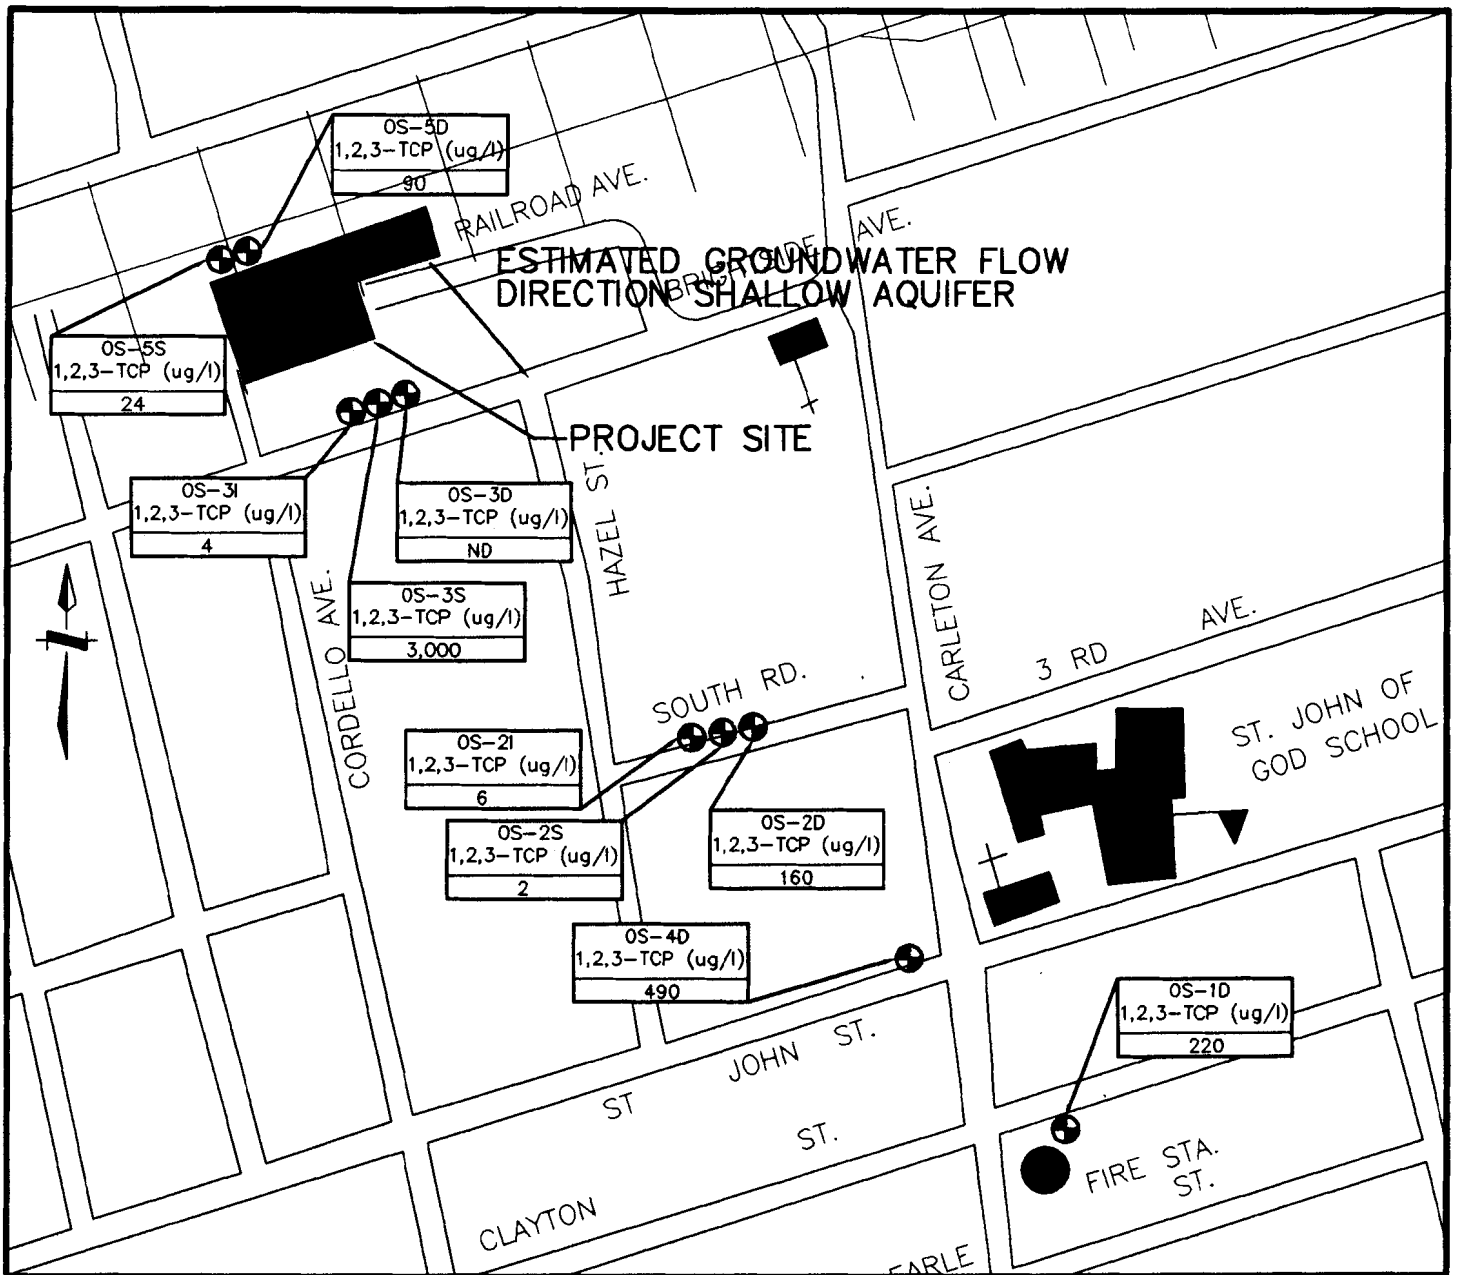 OS-5D
1,2,3-TCP (ug/l)
90
RAILROAD AVE.
AVE.
BRIGHTSIDE
ESTIMATED GROUNDWATER FLOW
DIRECTION SHALLOW AQUIFER
OS-5S
1,2,3-TCP (ug/l)
24
PROJECT SITE
OS-3I
1,2,3-TCP (ug/l)
4
OS-3D
1,2,3-TCP (ug/l)
ND
HAZEL ST.
CARLETON AVE.
OS-3S
1,2,3-TCP (ug/l)
3,000
CORDELLO AVE.
3 RD AVE.
SOUTH RD.
ST. JOHN OF
GOD SCHOOL
OS-2I
1,2,3-TCP (ug/l)
6
OS-2S
1,2,3-TCP (ug/l)
2
OS-2D
1,2,3-TCP (ug/l)
160
OS-4D
1,2,3-TCP (ug/l)
490
OS-1D
1,2,3-TCP (ug/l)
220
ST JOHN ST.
CLAYTON ST.
FIRE STA.
ST.
EARLE